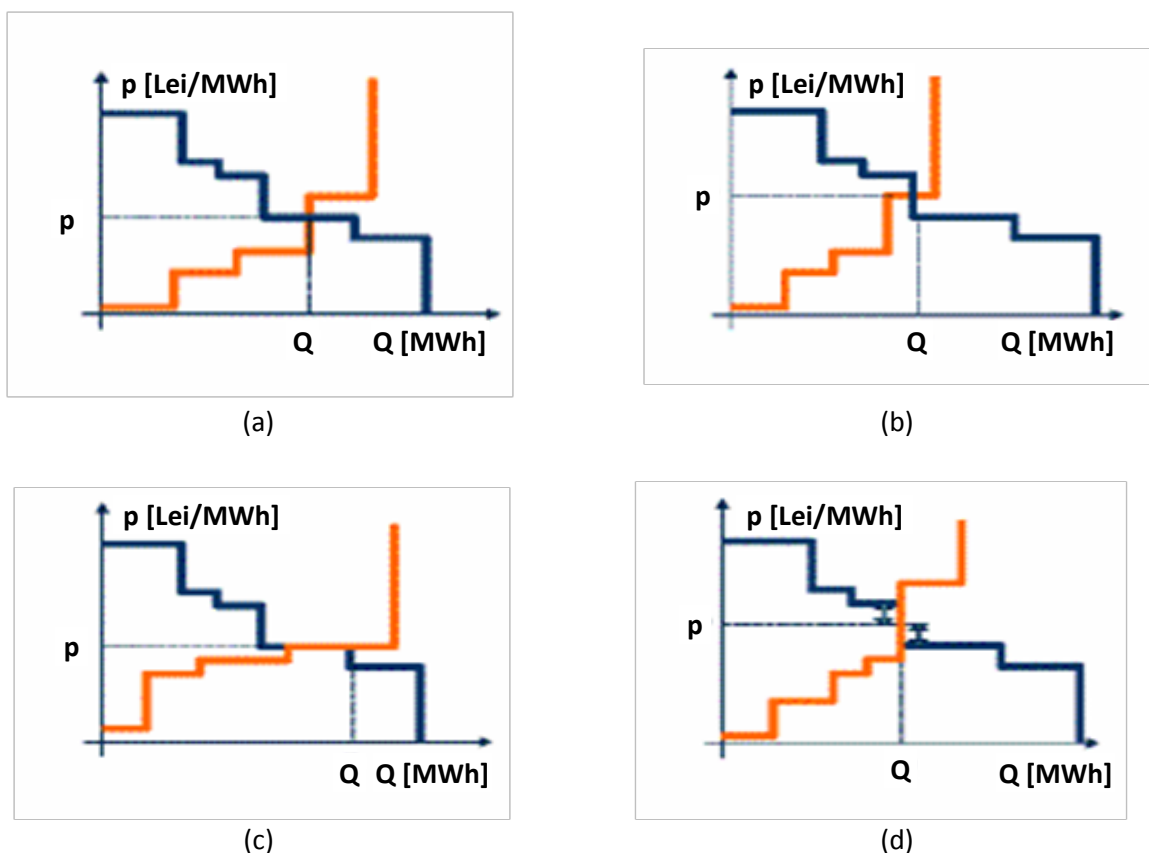 p [Lei/MWh]
p
Q Q [MWh]
(a)
p [Lei/MWh]
p
Q Q [MWh]
(b)
p [Lei/MWh]
p
Q Q [MWh]
(c)
p [Lei/MWh]
p
Q Q [MWh]
(d)